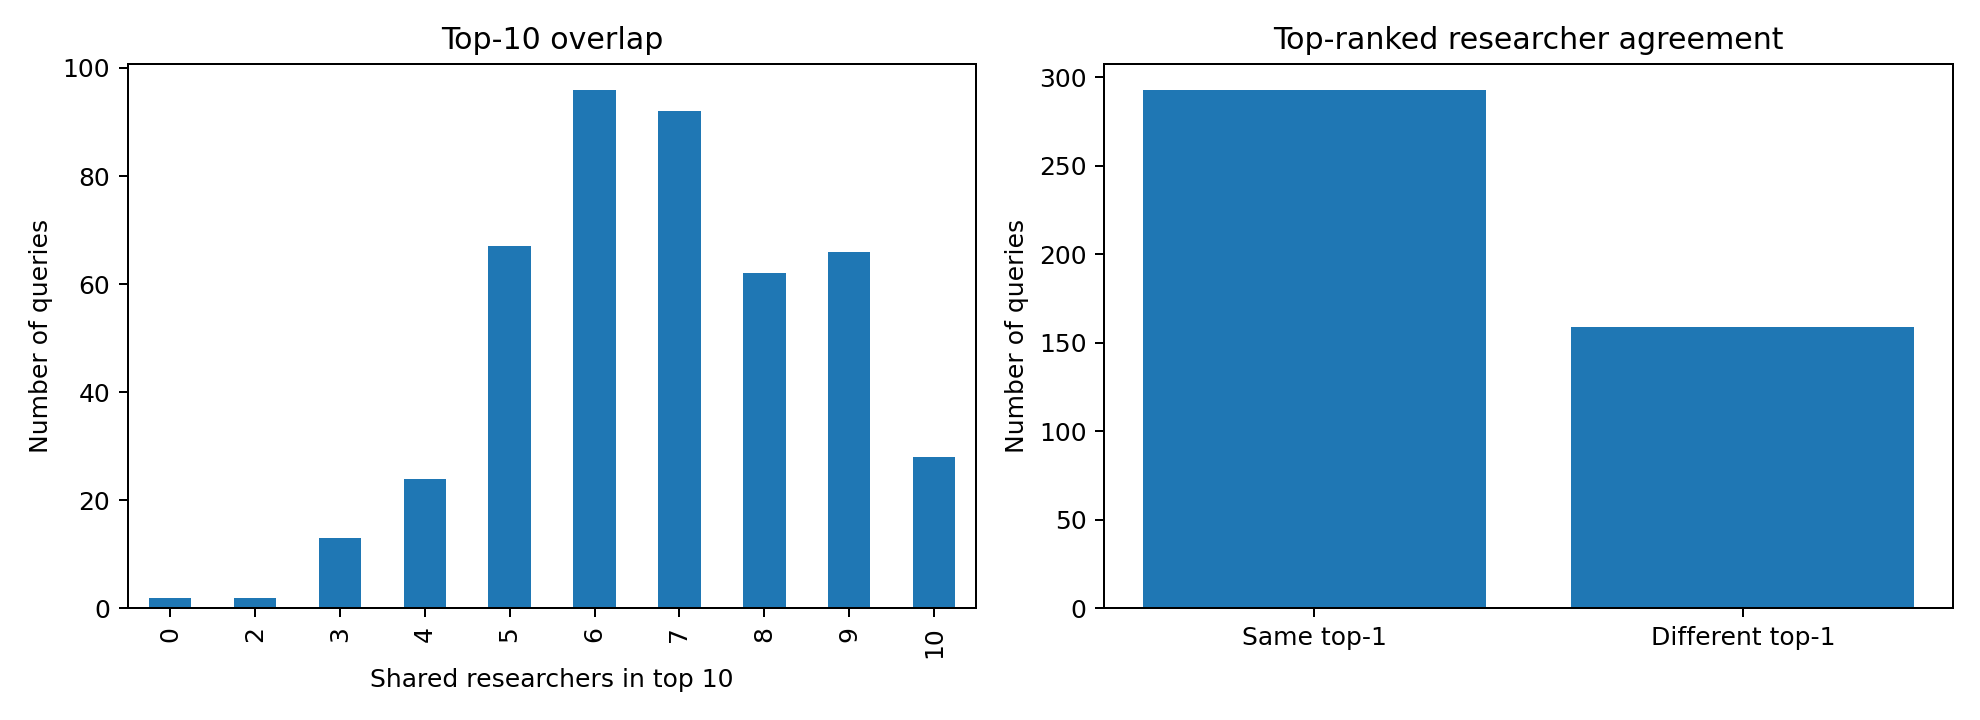 Top-10 overlap
100
80
60
40
20
0
Number of queries
0 2 3 4 5 6 7 8 9 10
Shared researchers in top 10
Top-ranked researcher agreement
300
250
200
150
100
50
0
Number of queries
Same top-1 Different top-1